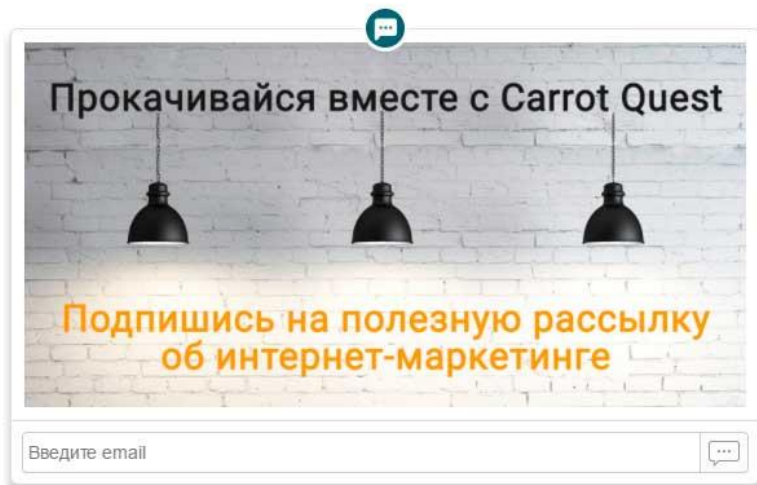 Прокачивайся вместе с Carrot Quest
Подпишись на полезную рассылку
об интернет-маркетинге
Введите email